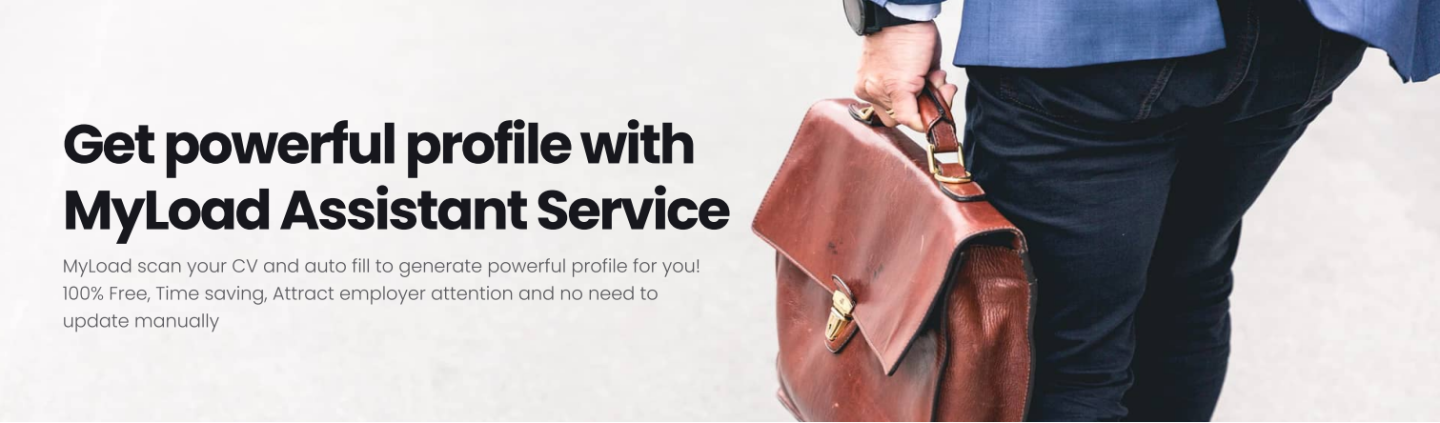 Get powerful profile with
MyLoad Assistant Service
MyLoad scan your CV and auto fill to generate powerful profile for you!
100% Free, Time saving, Attract employer attention and no need to
update manually